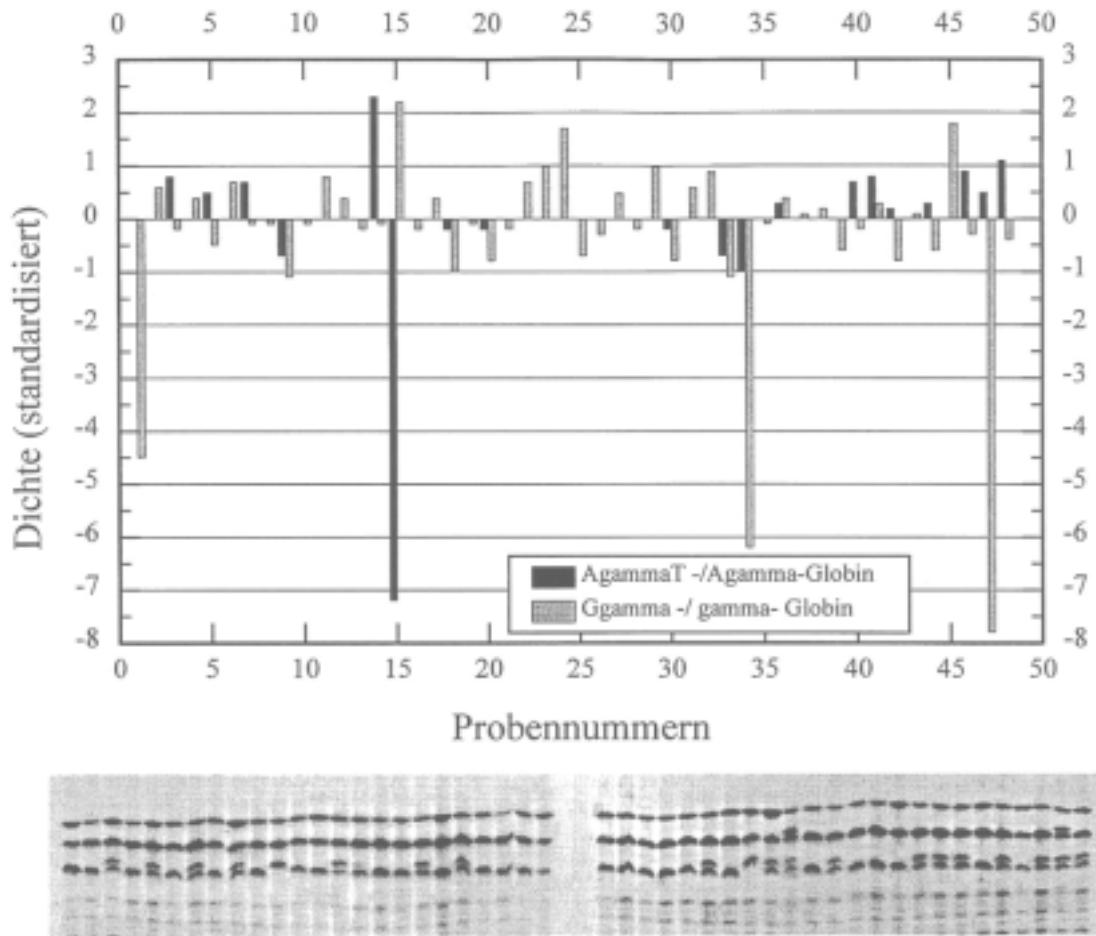 0 5 10 15 20 25 30 35 40 45 50
3 3
2 2
1 1
0 0
-1 -1
-2 -2
-3 -3
-4 -4
-5 -5
-6 -6
-7 -7
-8 -8
Dichte (standardisiert)
AgammaT -/Agamma-Globin
Ggamma -/ gamma- Globin
0 5 10 15 20 25 30 35 40 45 50
Probennummern